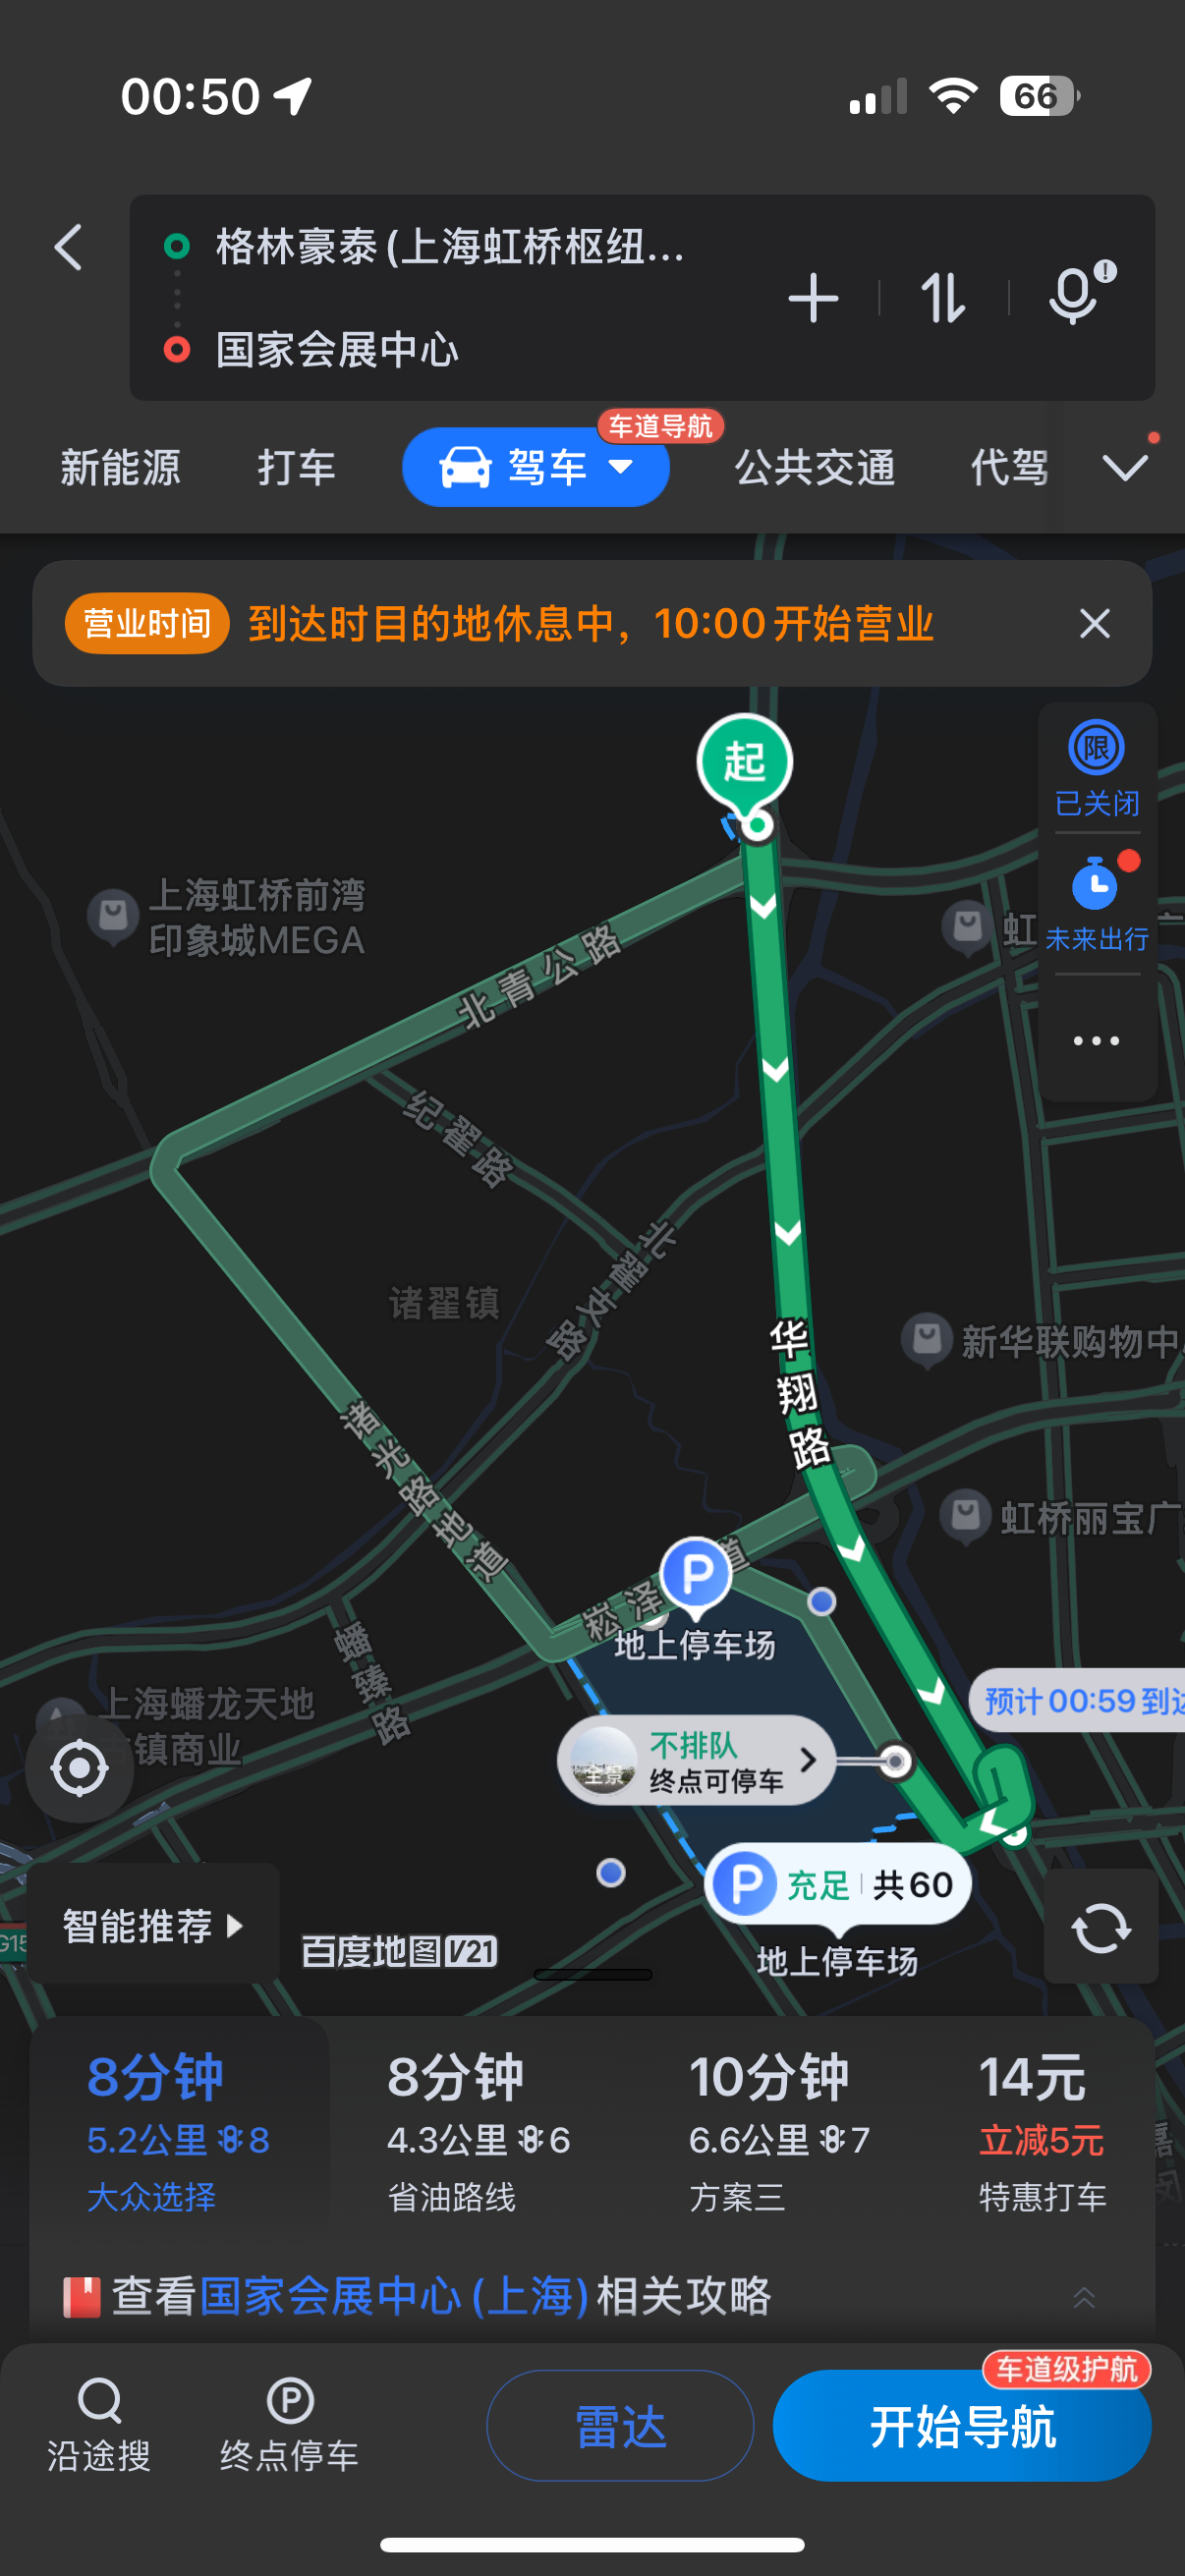 00:50
66
格林豪泰(上海虹桥枢纽...
国家会展中心
车道导航
新能源
打车
驾车
公共交通
代驾
营业时间
到达时目的地休息中，10:00开始营业
起
限
已关闭
未来出行
上海虹桥前湾
印象城MEGA
虹
北青公路
纪翟路
北翟支路
诸翟镇
华翔路
新华联购物中
诸光路地道
虹桥丽宝广
崧泽
道
P
地上停车场
蟠臻路
上海蟠龙天地
古镇商业
预计00:59到达
全景
不排队
终点可停车
P
充足
共60
地上停车场
G15
智能推荐
百度地图V21
8分钟
5.2公里
8
大众选择
8分钟
4.3公里
6
省油路线
10分钟
6.6公里
7
方案三
14元
立减5元
特惠打车
查看国家会展中心(上海)相关攻略
沿途搜
P
终点停车
雷达
车道级护航
开始导航